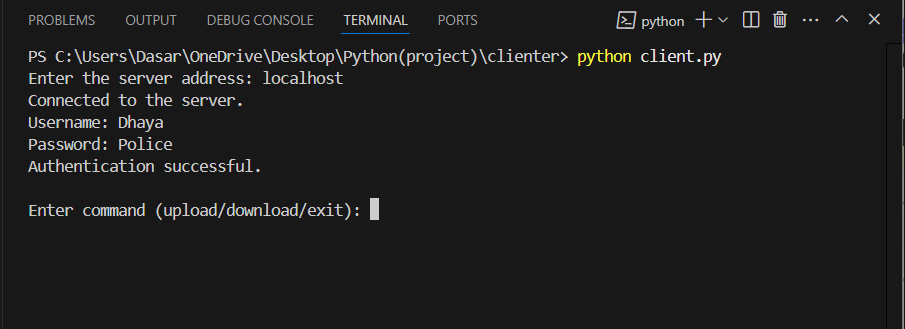 PROBLEMS OUTPUT DEBUG CONSOLE TERMINAL PORTS python
PS C:\Users\Dasar\OneDrive\Desktop\Python(project)\clienter> python client.py
Enter the server address: localhost
Connected to the server.
Username: Dhaya
Password: Police
Authentication successful.
Enter command (upload/download/exit):